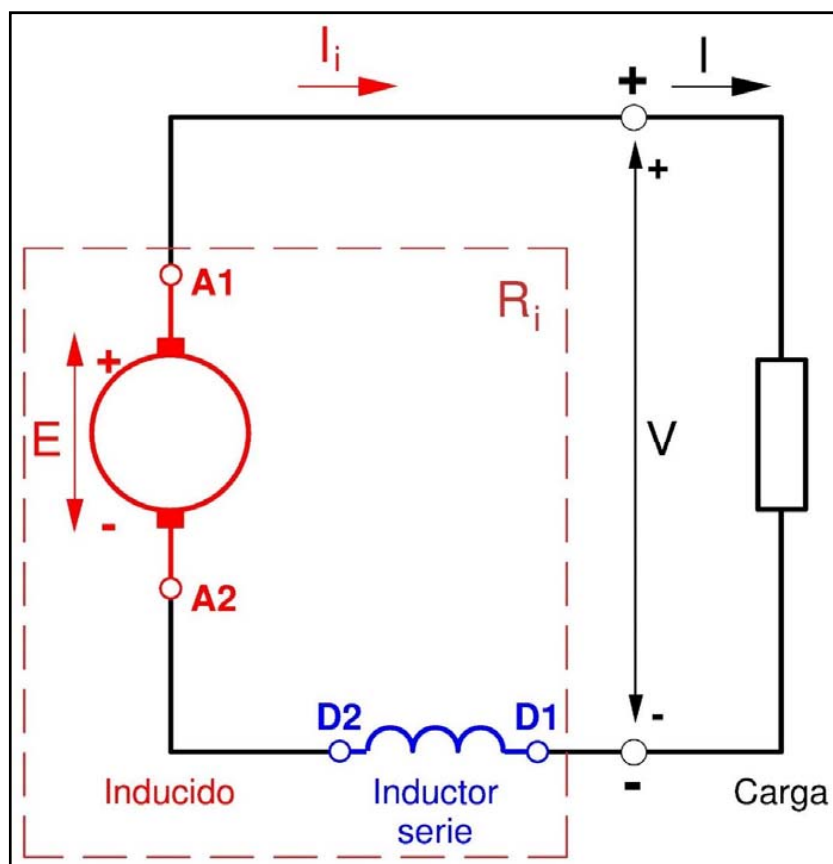 Ii
+
I
+
A1
Ri
+
E
V
-
A2
D2
D1
-
-
Inducido
Inductor
serie
Carga